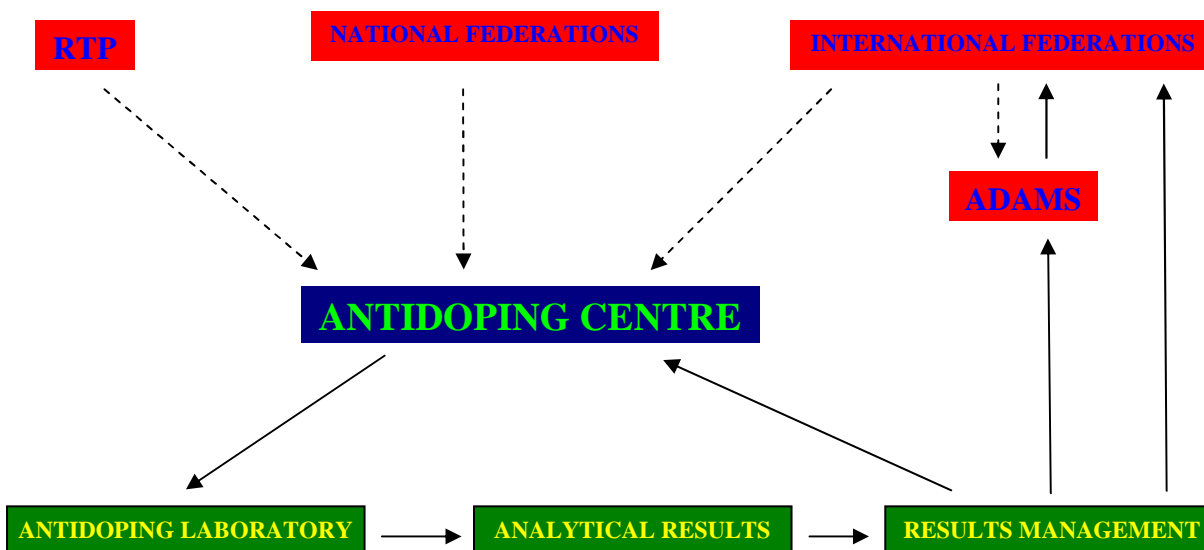 RTP
NATIONAL FEDERATIONS
INTERNATIONAL FEDERATIONS
ADAMS
ANTIDOPING CENTRE
ANTIDOPING LABORATORY
ANALYTICAL RESULTS
RESULTS MANAGEMENT